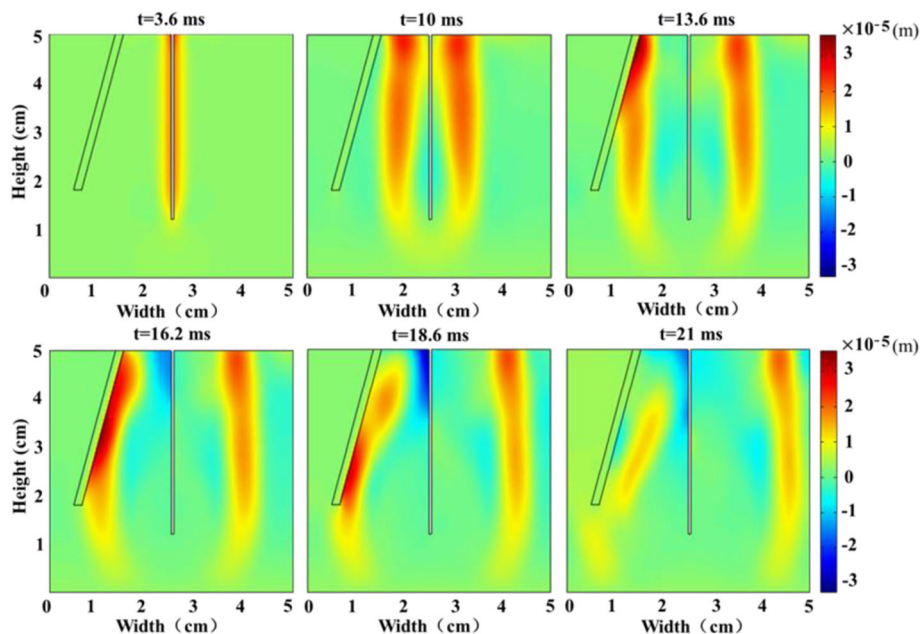 t=3.6 ms t=10 ms t=13.6 ms
×10⁻⁵ (m)
Height (cm)
5
4
3
2
1
0 1 2 3 4 5
0 1 2 3 4 5
0 1 2 3 4 5
Width (cm) Width (cm) Width (cm)
3
2
1
0
-1
-2
-3
t=16.2 ms t=18.6 ms t=21 ms
×10⁻⁵ (m)
Height (cm)
5
4
3
2
1
0 1 2 3 4 5
0 1 2 3 4 5
0 1 2 3 4 5
Width (cm) Width (cm) Width (cm)
3
2
1
0
-1
-2
-3